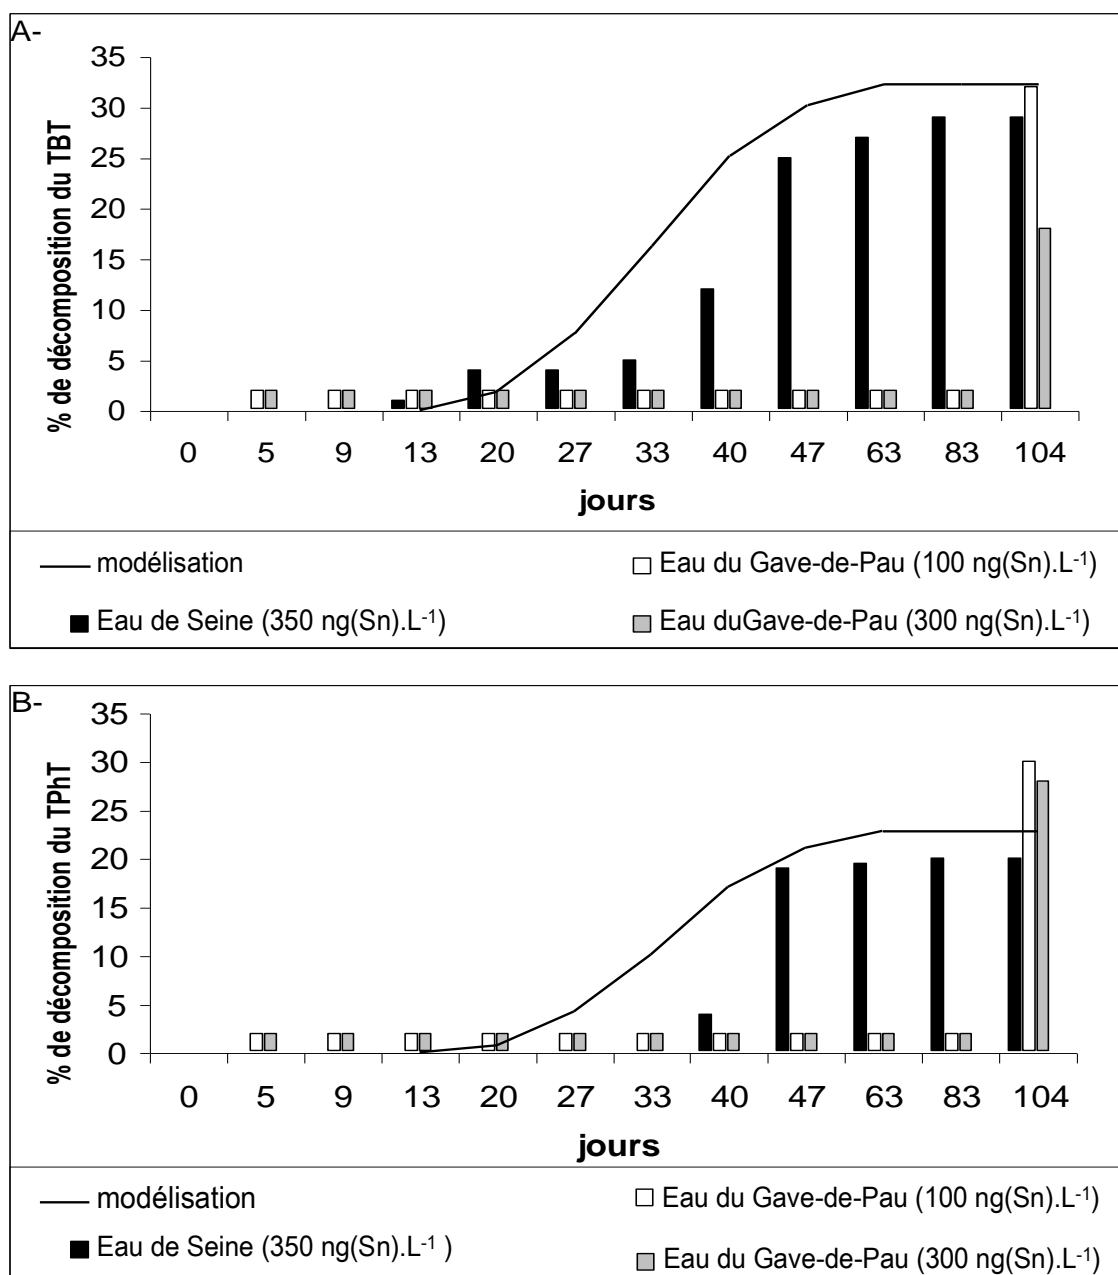 A-
% de décomposition du TBT
35
30
25
20
15
10
5
0
0 5 9 13 20 27 33 40 47 63 83 104
jours
modélisation
Eau du Gave-de-Pau (100 ng(Sn).L-1)
Eau de Seine (350 ng(Sn).L-1)
Eau duGave-de-Pau (300 ng(Sn).L-1)
B-
% de décomposition du TPhT
35
30
25
20
15
10
5
0
0 5 9 13 20 27 33 40 47 63 83 104
jours
modélisation
Eau du Gave-de-Pau (100 ng(Sn).L-1)
Eau de Seine (350 ng(Sn).L-1 )
Eau du Gave-de-Pau (300 ng(Sn).L-1)